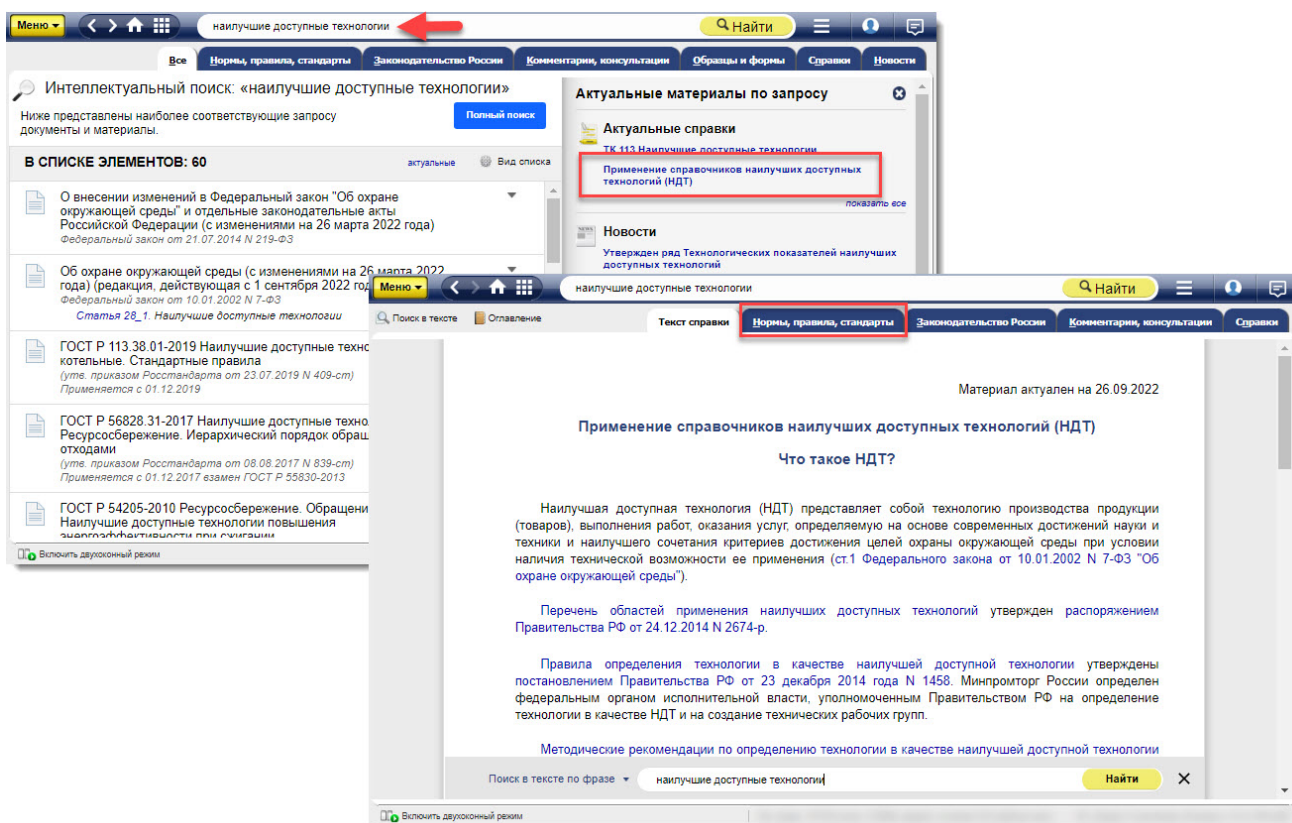 Меню
наилучшие доступные технологии
Найти
Все
Нормы, правила, стандарты
Законодательство России
Комментарии, консультации
Образцы и формы
Справки
Новости
Интеллектуальный поиск: «наилучшие доступные технологии»
Ниже представлены наиболее соответствующие запросу
документы и материалы.
Полный поиск
В СПИСКЕ ЭЛЕМЕНТОВ: 60
актуальные
Вид списка
О внесении изменений в Федеральный закон "Об охране
окружающей среды" и отдельные законодательные акты
Российской Федерации (с изменениями на 26 марта 2022 года)
Федеральный закон от 21.07.2014 N 219-ФЗ
Об охране окружающей среды (с изменениями на 26 марта 2022
года) (редакция, действующая с 1 сентября 2022 год
Федеральный закон от 10.01.2002 N 7-ФЗ
Статья 28_1. Наилучшие доступные технологии
ГОСТ Р 113.38.01-2019 Наилучшие доступные техно
котельные. Стандартные правила
(утв. приказом Росстандарта от 23.07.2019 N 409-ст)
Применяется с 01.12.2019
ГОСТ Р 56828.31-2017 Наилучшие доступные техно
Ресурсосбережение. Иерархический порядок обращ
отходами
(утв. приказом Росстандарта от 08.08.2017 N 839-ст)
Применяется с 01.12.2017 взамен ГОСТ Р 55830-2013
ГОСТ Р 54205-2010 Ресурсосбережение. Обращени
Наилучшие доступные технологии повышения
энергоэффективности при сжигании
Включить двухоконный режим
Актуальные материалы по запросу
Актуальные справки
ТК 113 Наилучшие доступные технологии
Применение справочников наилучших доступных
технологий (НДТ)
показать все
NEWS
Новости
Утвержден ряд Технологических показателей наилучших
доступных технологий
Меню
наилучшие доступные технологии
Найти
Поиск в тексте
Оглавление
Текст справки
Нормы, правила, стандарты
Законодательство России
Комментарии, консультации
Справки
Материал актуален на 26.09.2022
Применение справочников наилучших доступных технологий (НДТ)
Что такое НДТ?
Наилучшая доступная технология (НДТ) представляет собой технологию производства продукции
(товаров), выполнения работ, оказания услуг, определяемую на основе современных достижений науки и
техники и наилучшего сочетания критериев достижения целей охраны окружающей среды при условии
наличия технической возможности ее применения (ст.1 Федерального закона от 10.01.2002 N 7-ФЗ "Об
охране окружающей среды").
Перечень областей применения наилучших доступных технологий утвержден распоряжением
Правительства РФ от 24.12.2014 N 2674-р.
Правила определения технологии в качестве наилучшей доступной технологии утверждены
постановлением Правительства РФ от 23 декабря 2014 года N 1458. Минпромторг России определен
федеральным органом исполнительной власти, уполномоченным Правительством РФ на определение
технологии в качестве НДТ и на создание технических рабочих групп.
Методические рекомендации по определению технологии в качестве наилучшей доступной технологии
Поиск в тексте по фразе
наилучшие доступные технологии
Найти
Включить двухоконный режим